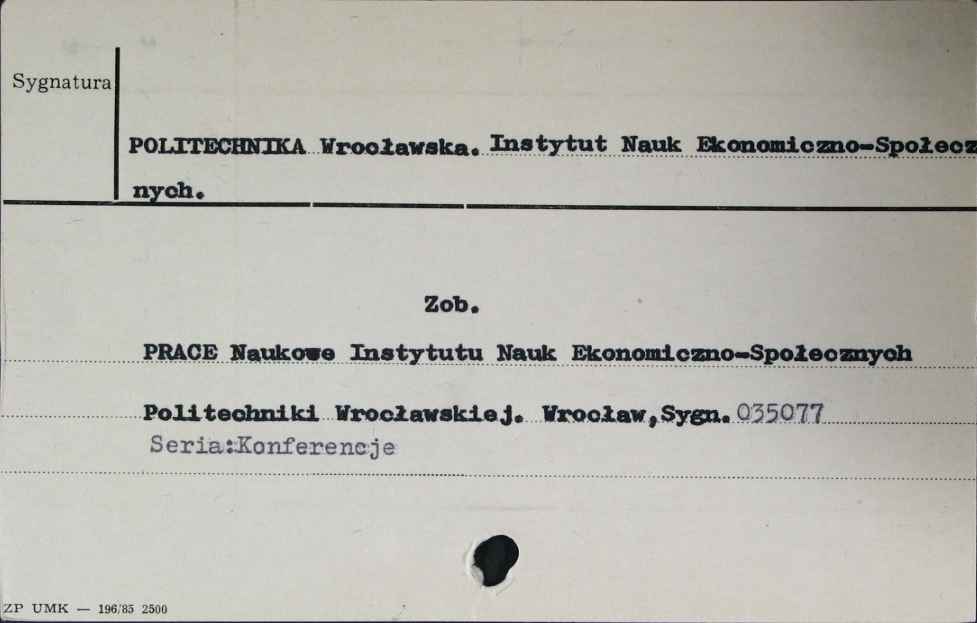 Sygnatura
POLITECHNIKA Wrocławska. Instytut Nauk Ekonomiczno-Społecz
nych.
Zob.
PRACE Naukowe Instytutu Nauk Ekonomiczno-Społecznych
Politechniki Wrocławskiej. Wrocław,Sygn. 035077
Seria:Konferencje
ZP UMK — 196/85 2500